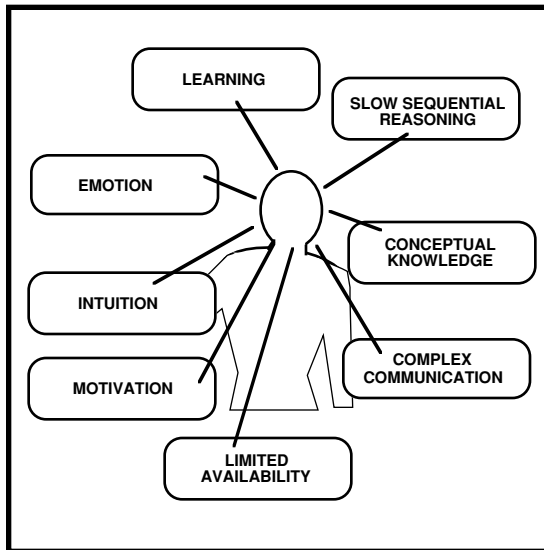 LEARNING
SLOW SEQUENTIAL
REASONING
EMOTION
CONCEPTUAL
KNOWLEDGE
INTUITION
COMPLEX
COMMUNICATION
MOTIVATION
LIMITED
AVAILABILITY